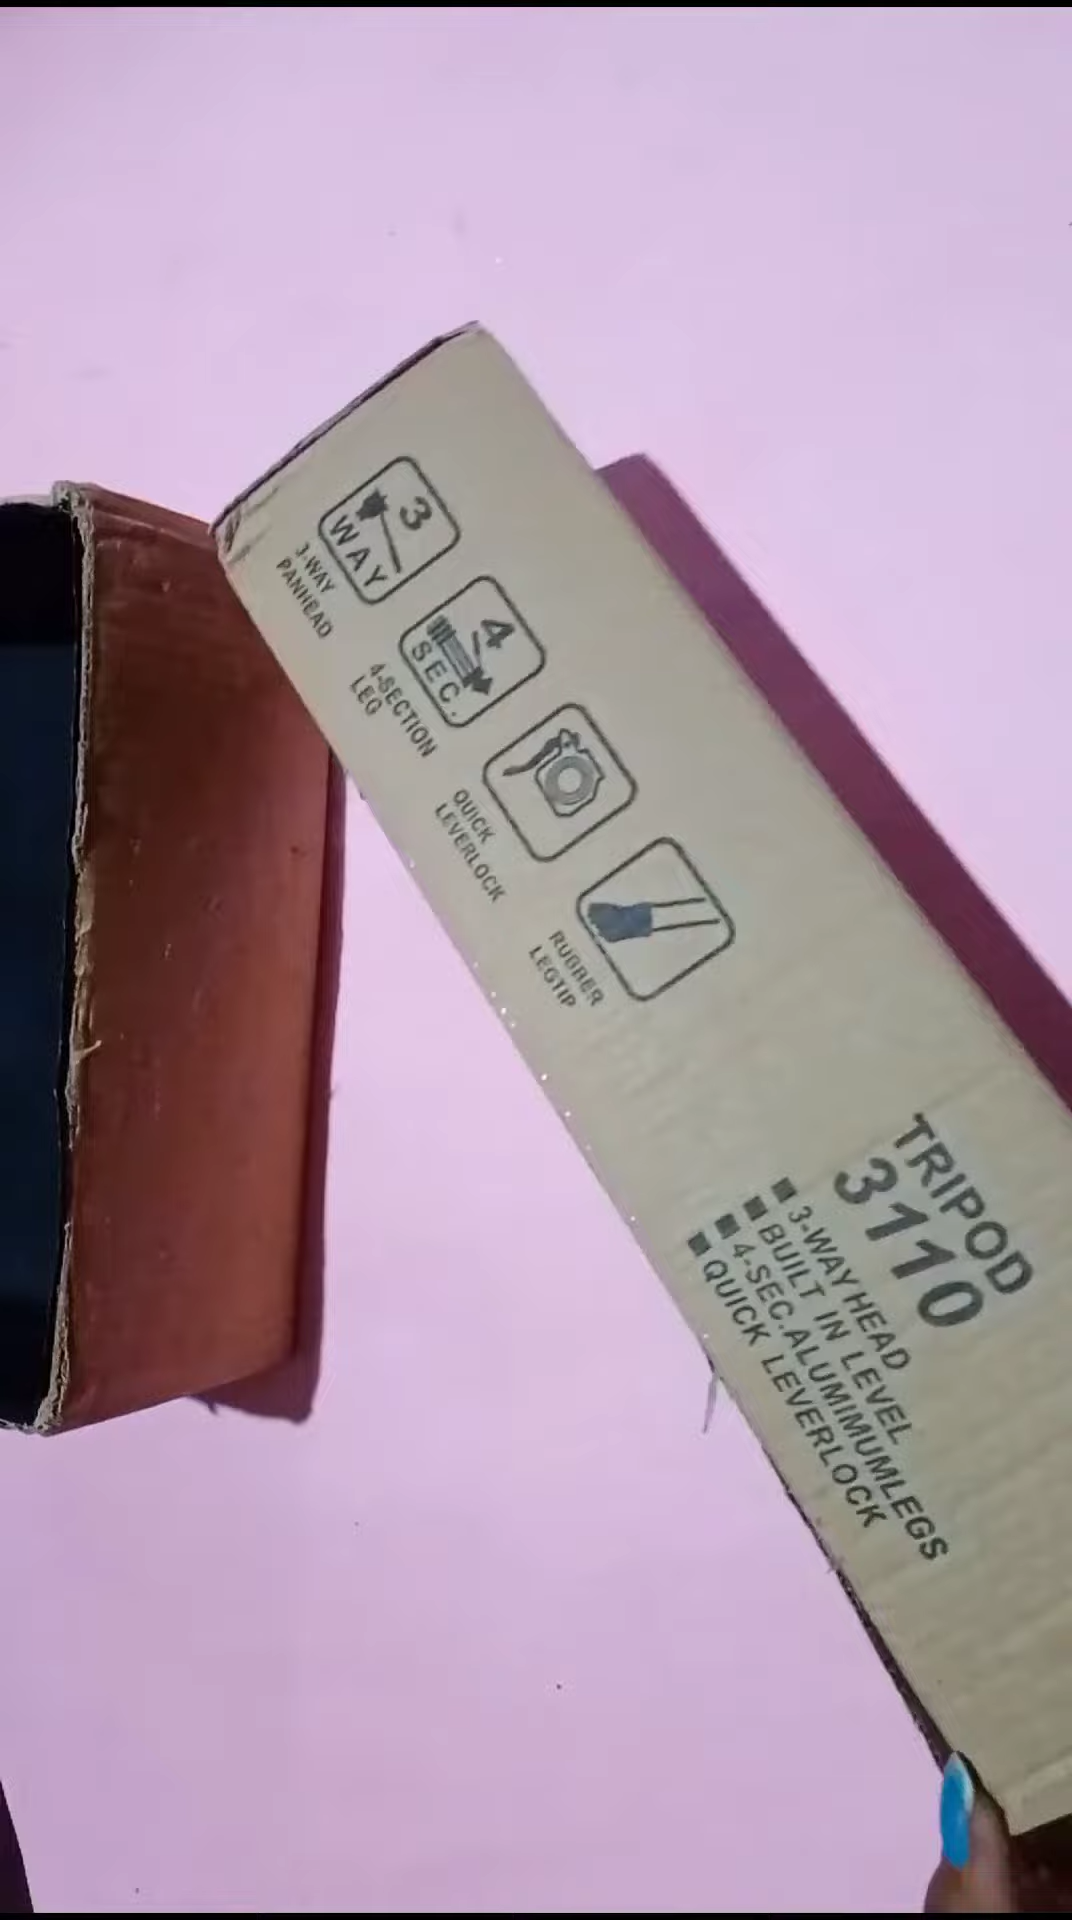 3
WAY
3-WAY
PANHEAD
4
SEC.
4-SECTION
LEG
QUICK
LEVERLOCK
RUBBER
LEGTIP
TRIPOD
3110
3-WAY HEAD
BUILT IN LEVEL
4-SEC.ALUMIMUMLEGS
QUICK LEVERLOCK